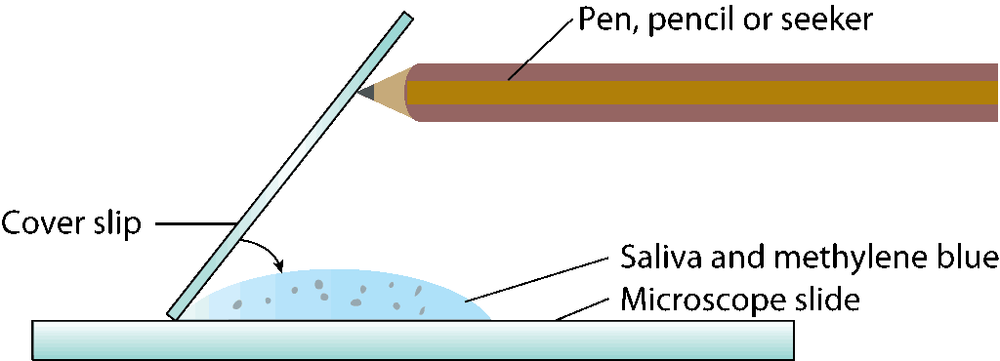 Pen, pencil or seeker
Cover slip
Saliva and methylene blue
Microscope slide